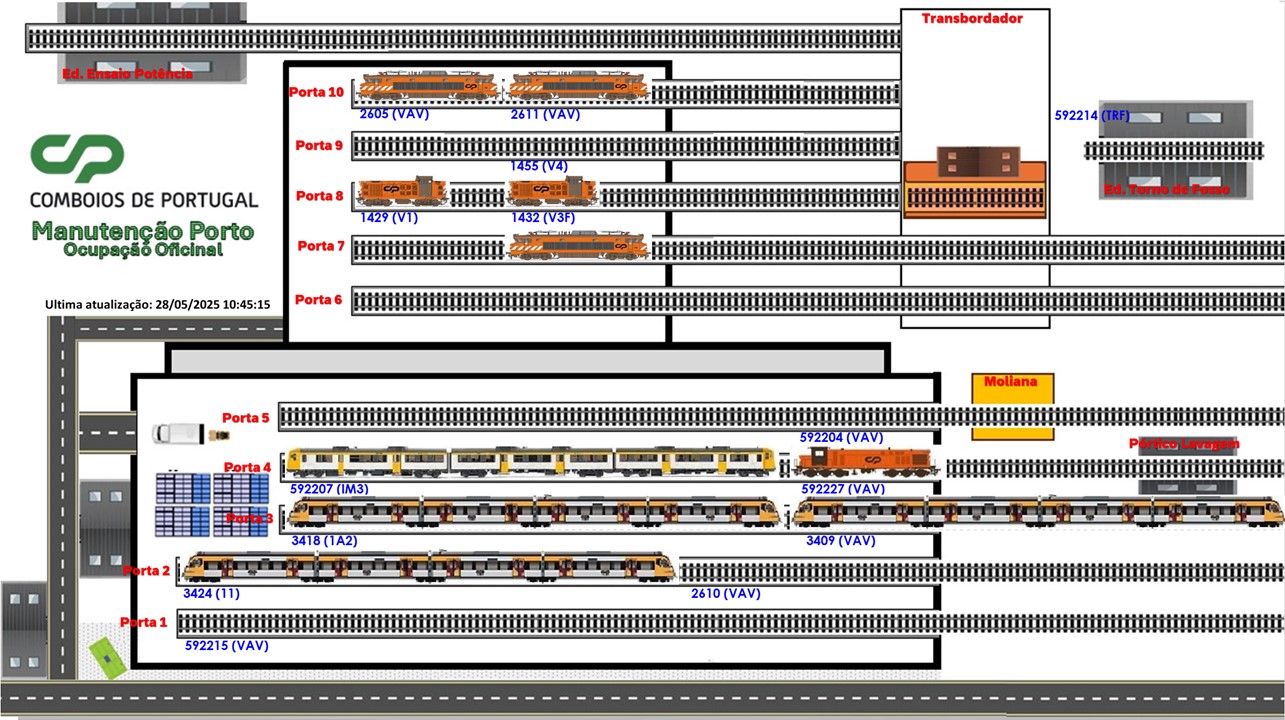 Transbordador
Ed. Ensaio Potência
Porta 10
2605 (VAV)
2611 (VAV)
592214 (TRF)
Porta 9
1455 (V4)
CP
COMBOIOS DE PORTUGAL
Manutenção Porto
Ocupação Oficinal
Porta 8
1429 (V1)
1432 (V3F)
Ed. Torno de Fosso
Porta 7
Porta 6
Ultima atualização: 28/05/2025 10:45:15
Moliana
Porta 5
592204 (VAV)
Pórtico Lavagem
Porta 4
592207 (IM3)
592227 (VAV)
Porta 3
3418 (1A2)
3409 (VAV)
Porta 2
3424 (11)
2610 (VAV)
Porta 1
592215 (VAV)